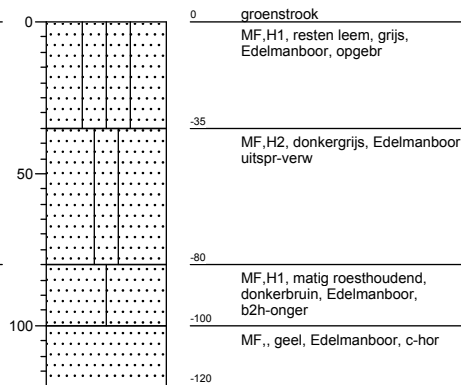 0
0
groenstrook
MF,H1, resten leem, grijs,
Edelmanboor, opgebr
-35
MF,H2, donkergrijs, Edelmanboor
uitspr-verw
50
-80
MF,H1, matig roesthoudend,
donkerbruin, Edelmanboor,
b2h-onger
100
-100
MF,, geel, Edelmanboor, c-hor
-120